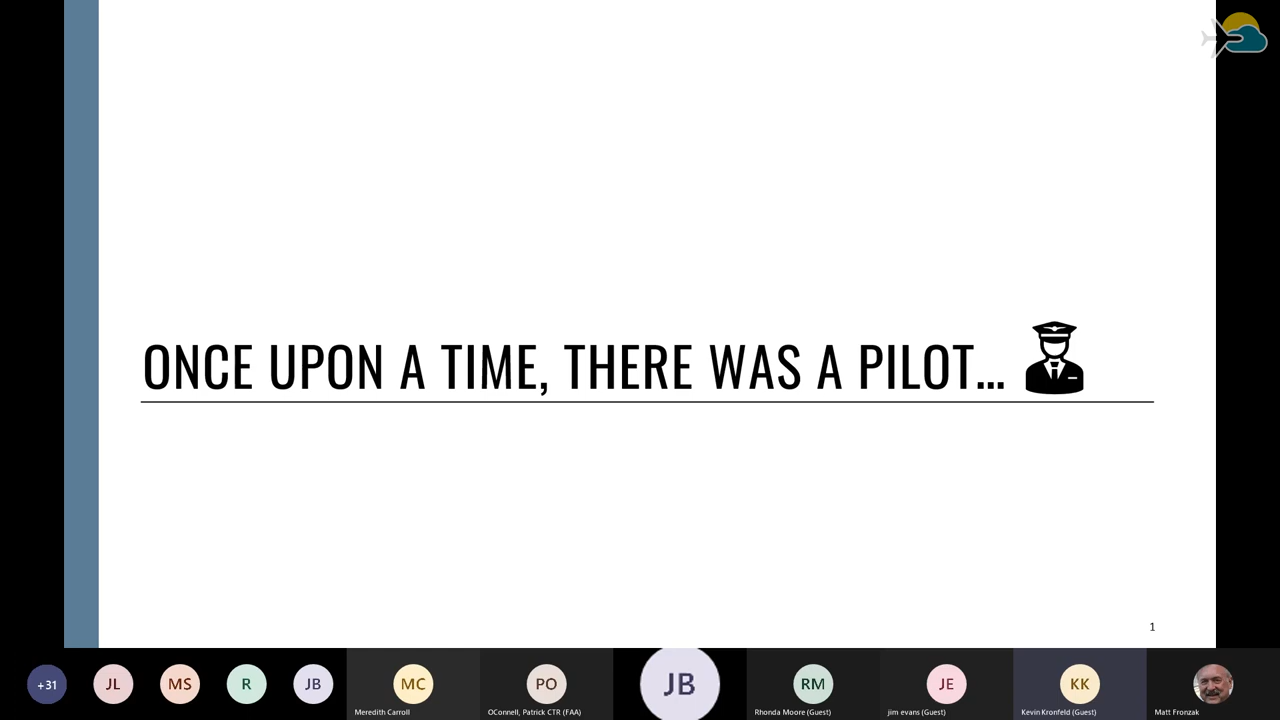 ONCE UPON A TIME, THERE WAS A PILOT...
1
+31
JL
MS
R
JB
MC
PO
JB
RM
JE
KK
Meredith Carroll
OConnell, Patrick CTR (FAA)
Rhonda Moore (Guest)
jim evans (Guest)
Kevin Kronfeld (Guest)
Matt Fronzak